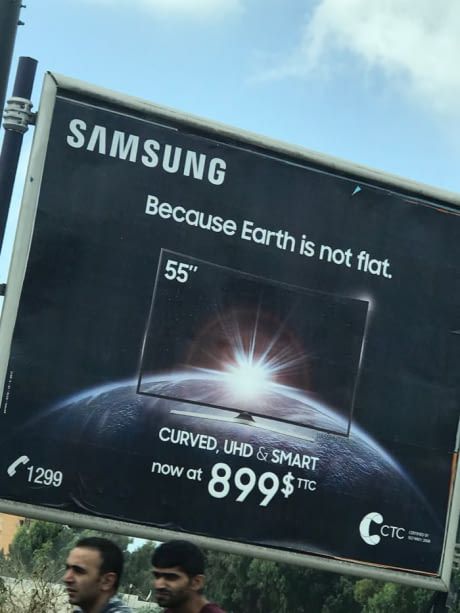 SAMSUNG
Because Earth is not flat.
55"
CURVED, UHD & SMART
now at 899$ TTC
1299
CTC